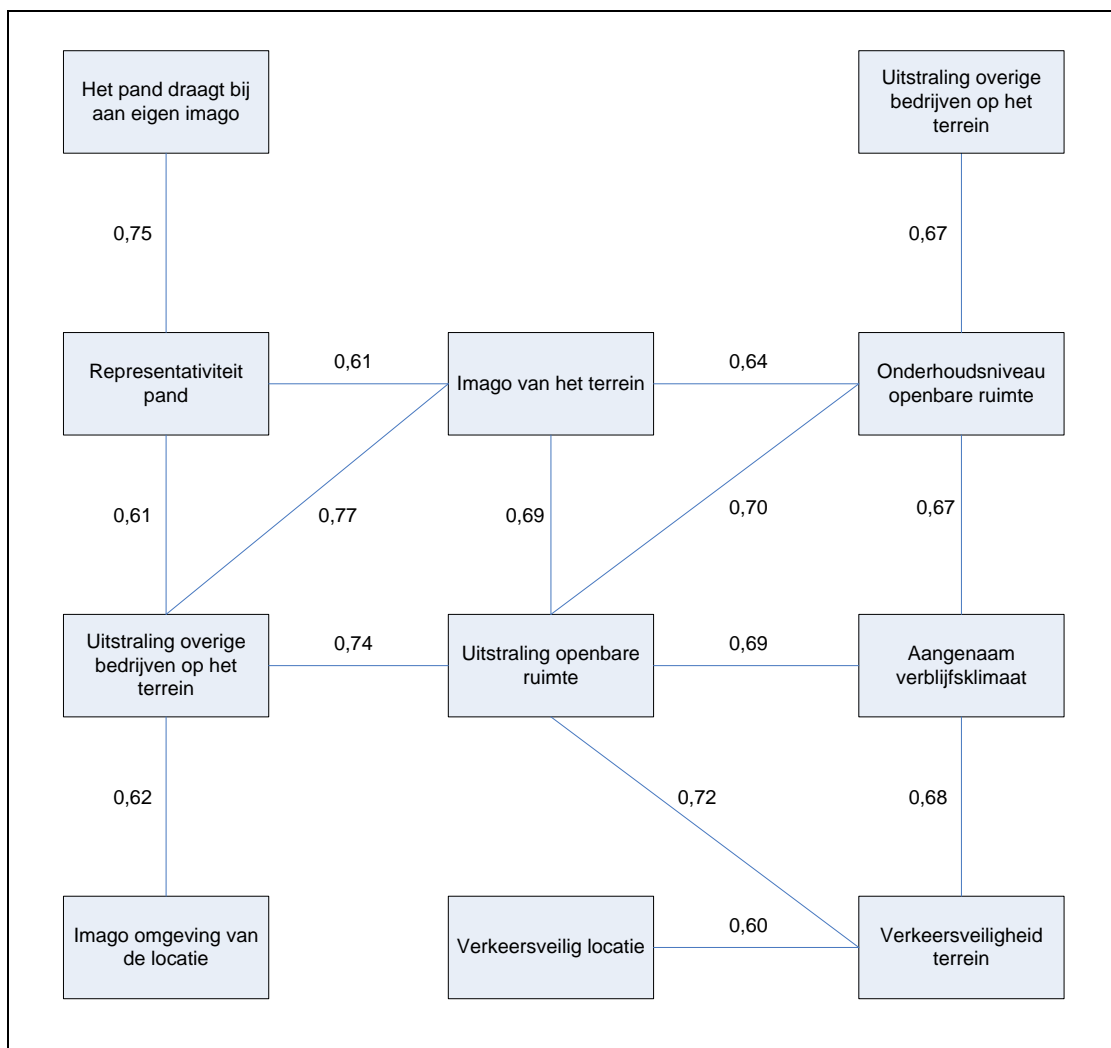 Het pand draagt bij
aan eigen imago
Uitstraling overige
bedrijven op het
terrein
0,75
0,67
Representativiteit
pand
0,61
Imago van het terrein
0,64
Onderhoudsniveau
openbare ruimte
0,61
0,77
0,69
0,70
0,67
Uitstraling overige
bedrijven op het
terrein
0,74
Uitstraling openbare
ruimte
0,69
Aangenaam
verblijfsklimaat
0,62
0,72
0,68
Imago omgeving van
de locatie
Verkeersveilig locatie
0,60
Verkeersveiligheid
terrein